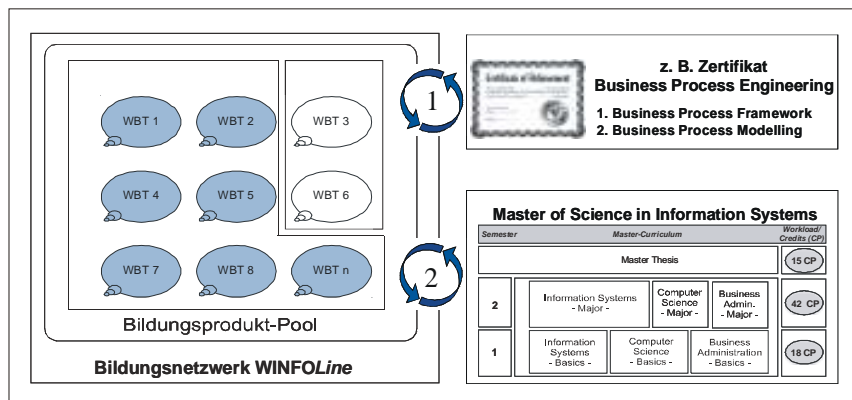 WBT 1
WBT 2
WBT 3
WBT 4
WBT 5
WBT 6
WBT 7
WBT 8
WBT n
Bildungsprodukt-Pool
Bildungsnetzwerk WINFOLine
1
2
z. B. Zertifikat
Business Process Engineering
1. Business Process Framework
2. Business Process Modelling
Certificate of Achievement
Master of Science in Information Systems
Semester
Master-Curriculum
Workload/
Credits (CP)
Master Thesis
15 CP
2
Information Systems
- Major -
Computer
Science
- Major -
Business
Admin.
- Major -
42 CP
1
Information
Systems
- Basics -
Computer
Science
- Basics -
Business
Administration
- Basics -
18 CP